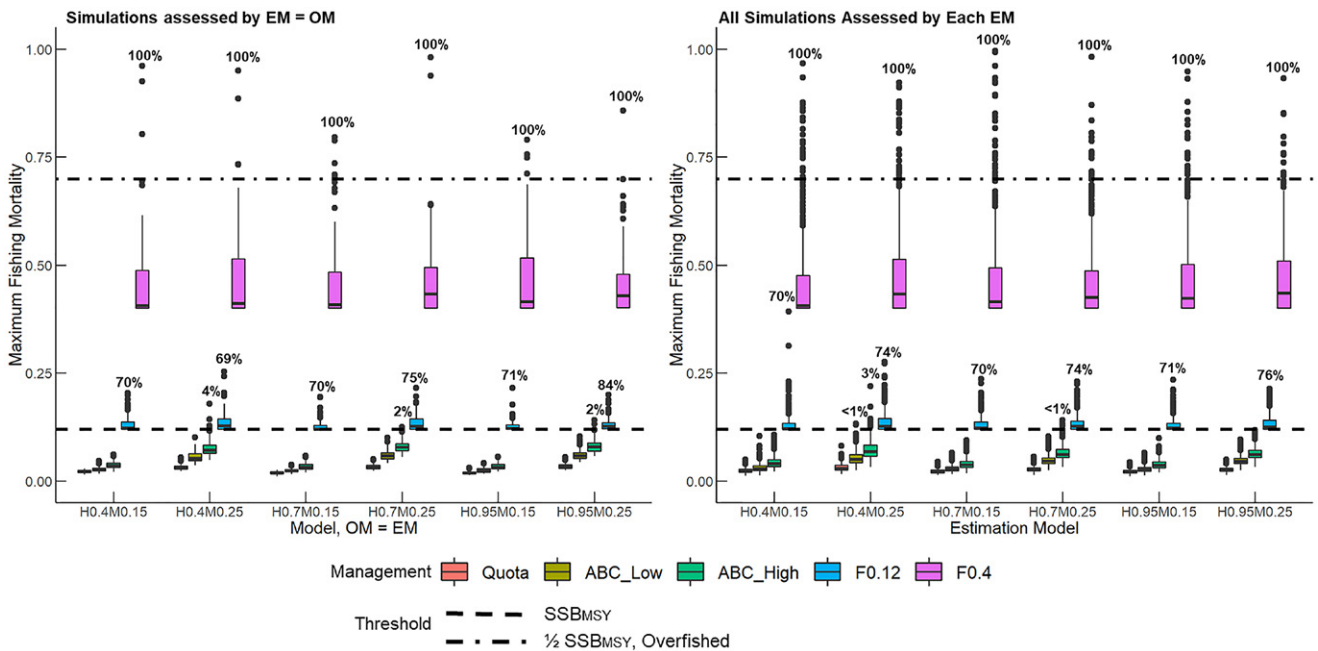 Simulations assessed by EM = OM
Maximum Fishing Mortality
1.00
0.75
0.50
0.25
0.00
100%
100%
100%
100%
100%
100%
70%
69%
4%
70%
75%
2%
71%
84%
2%
H0.4M0.15
H0.4M0.25
H0.7M0.15
H0.7M0.25
H0.95M0.15
H0.95M0.25
Model, OM = EM
All Simulations Assessed by Each EM
Maximum Fishing Mortality
1.00
0.75
0.50
0.25
0.00
100%
100%
100%
100%
100%
100%
70%
74%
3%
<1%
70%
74%
<1%
71%
76%
H0.4M0.15
H0.4M0.25
H0.7M0.15
H0.7M0.25
H0.95M0.15
H0.95M0.25
Estimation Model
Management Quota ABC_Low ABC_High F0.12 F0.4
Threshold
SSBMSY
½ SSBMSY, Overfished